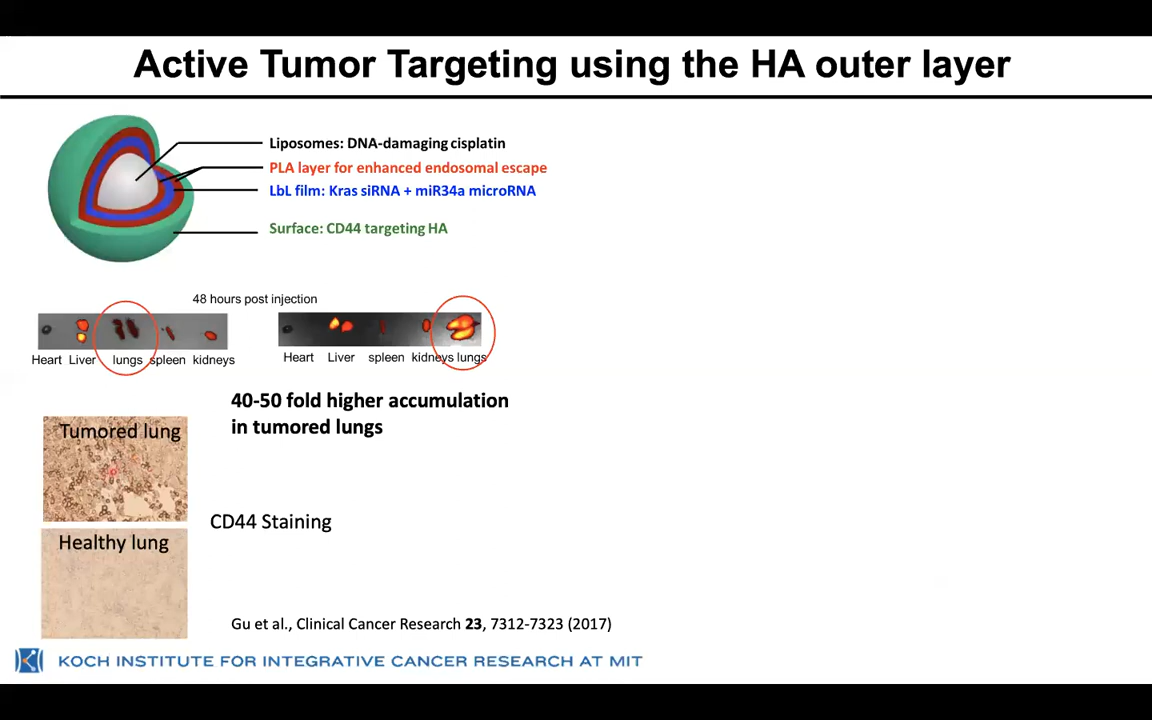 Active Tumor Targeting using the HA outer layer
Liposomes: DNA-damaging cisplatin
PLA layer for enhanced endosomal escape
LbL film: Kras siRNA + miR34a microRNA
Surface: CD44 targeting HA
48 hours post injection
Heart Liver lungs spleen kidneys
Heart Liver spleen kidneys lungs
40-50 fold higher accumulation
in tumored lungs
Tumored lung
CD44 Staining
Healthy lung
Gu et al., Clinical Cancer Research 23, 7312-7323 (2017)
KOCH INSTITUTE FOR INTEGRATIVE CANCER RESEARCH AT MIT